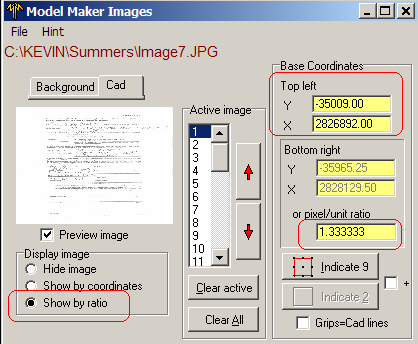 Model Maker Images
File Hint
C:\KEVIN\Summers\Image7.JPG
Background Cad
Preview image
Display image
Hide image
Show by coordinates
Show by ratio
Active image
1
2
3
4
5
6
7
8
9
10
11
Clear active
Clear All
Base Coordinates
Top left
Y -35009.00
X 2826892.00
Bottom right
Y -35965.25
X 2828129.50
or pixel/unit ratio
1.333333
Indicate 9
Indicate 2
+
Grips=Cad lines